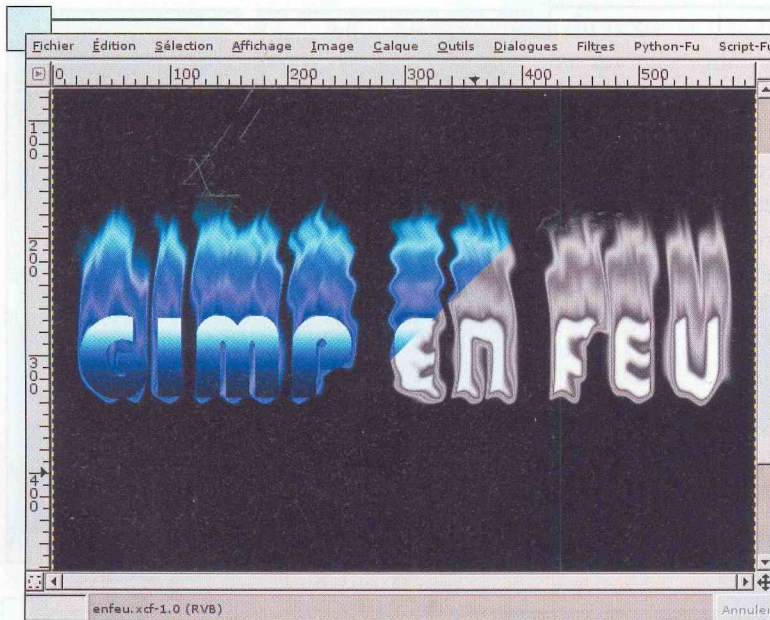 Fichier Édition Sélection Affichage Image Calque Outils Dialogues Filtres Python-Fu Script-Fu
0 100 200 300 400 500
100
200
300
400
GIMP en FEU
enfeu.xcf-1.0 (RVB) Annuler